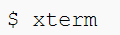 $ xterm